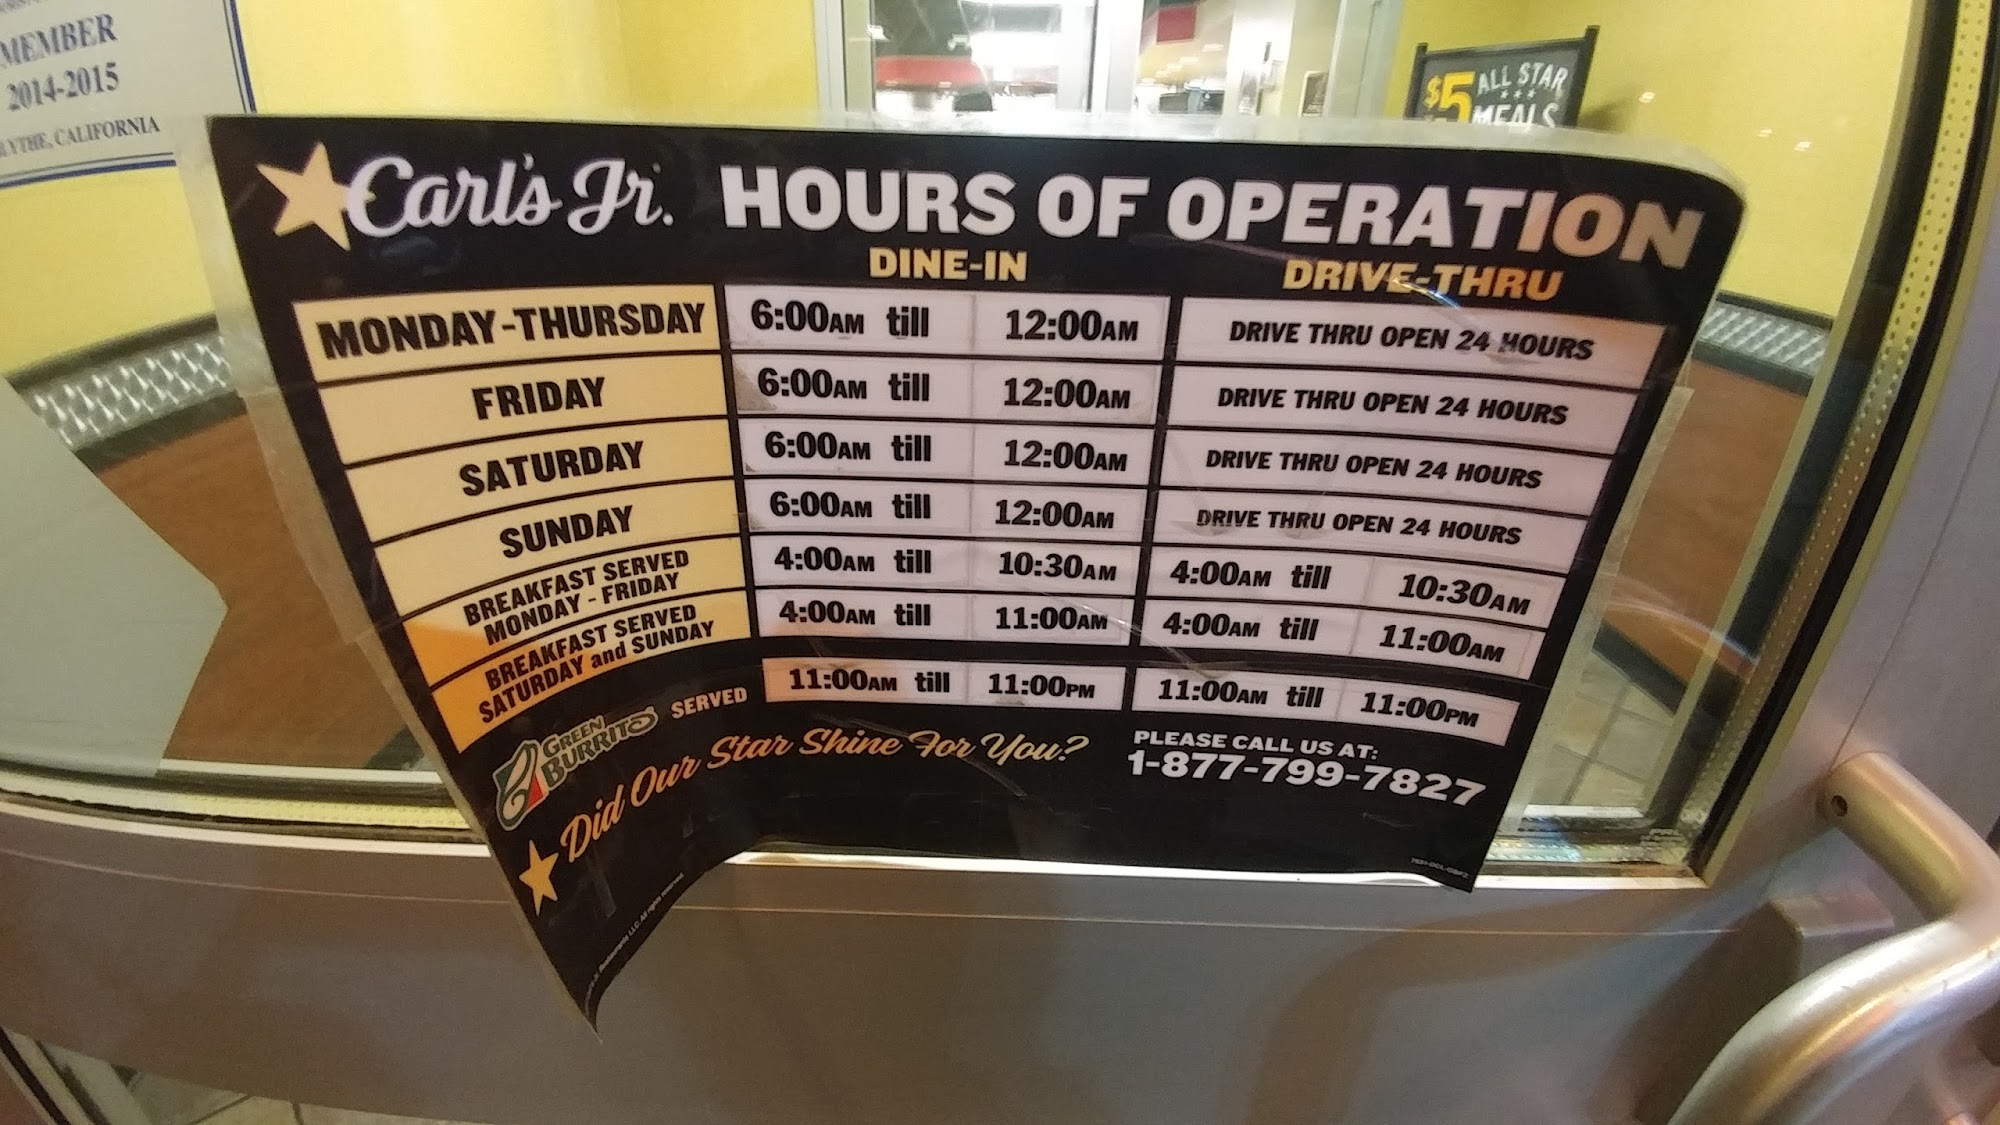 MEMBER
2014-2015
CALIFORNIA
$5 ALL STAR
MEALS
Carl's Jr. HOURS OF OPERATION
DINE-IN DRIVE-THRU
MONDAY-THURSDAY 6:00AM till 12:00AM DRIVE THRU OPEN 24 HOURS
FRIDAY 6:00AM till 12:00AM DRIVE THRU OPEN 24 HOURS
SATURDAY 6:00AM till 12:00AM DRIVE THRU OPEN 24 HOURS
SUNDAY 6:00AM till 12:00AM DRIVE THRU OPEN 24 HOURS
BREAKFAST SERVED
MONDAY - FRIDAY 4:00AM till 10:30AM 4:00AM till 10:30AM
BREAKFAST SERVED
SATURDAY and SUNDAY 4:00AM till 11:00AM 4:00AM till 11:00AM
GREEN
BURRITO SERVED 11:00AM till 11:00PM 11:00AM till 11:00PM
Did Our Star Shine For You?
PLEASE CALL US AT:
1-877-799-7827
Restaurants LLC. All rights reserved.